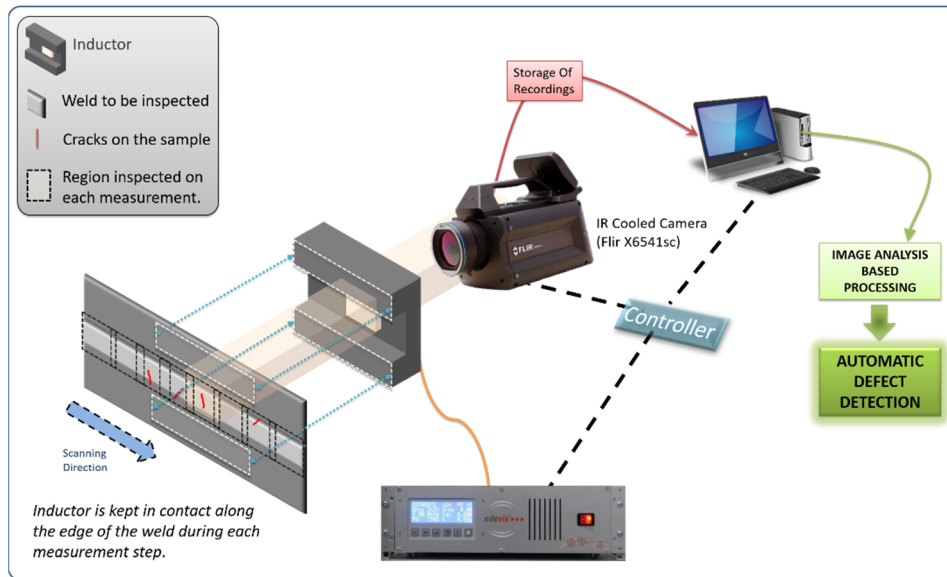 Inductor
Weld to be inspected
Cracks on the sample
Region inspected on
each measurement.
Storage Of
Recordings
IR Cooled Camera
(Flir X6541sc)
FLIR
IMAGE ANALYSIS
BASED
PROCESSING
Controller
AUTOMATIC
DEFECT
DETECTION
Scanning
Direction
Inductor is kept in contact along
the edge of the weld during each
measurement step.
edevis